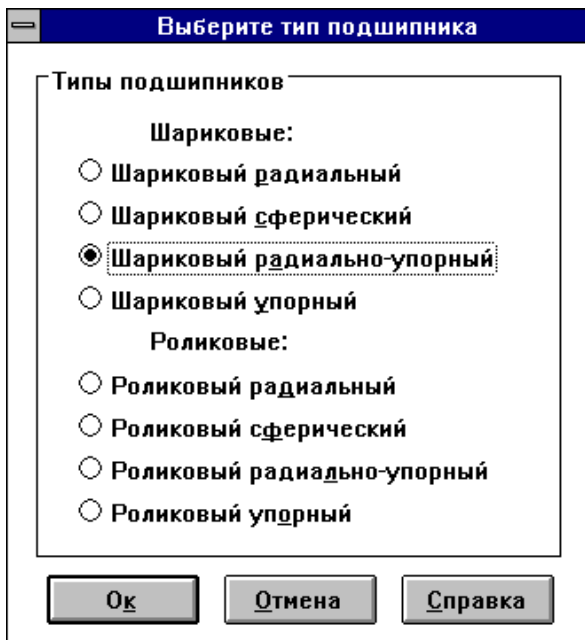 Выберите тип подшипника
Типы подшипников
Шариковые:
Шариковый радиальный
Шариковый сферический
Шариковый радиально-упорный
Шариковый упорный
Роликовые:
Роликовый радиальный
Роликовый сферический
Роликовый радиально-упорный
Роликовый упорный
Ок Отмена Справка